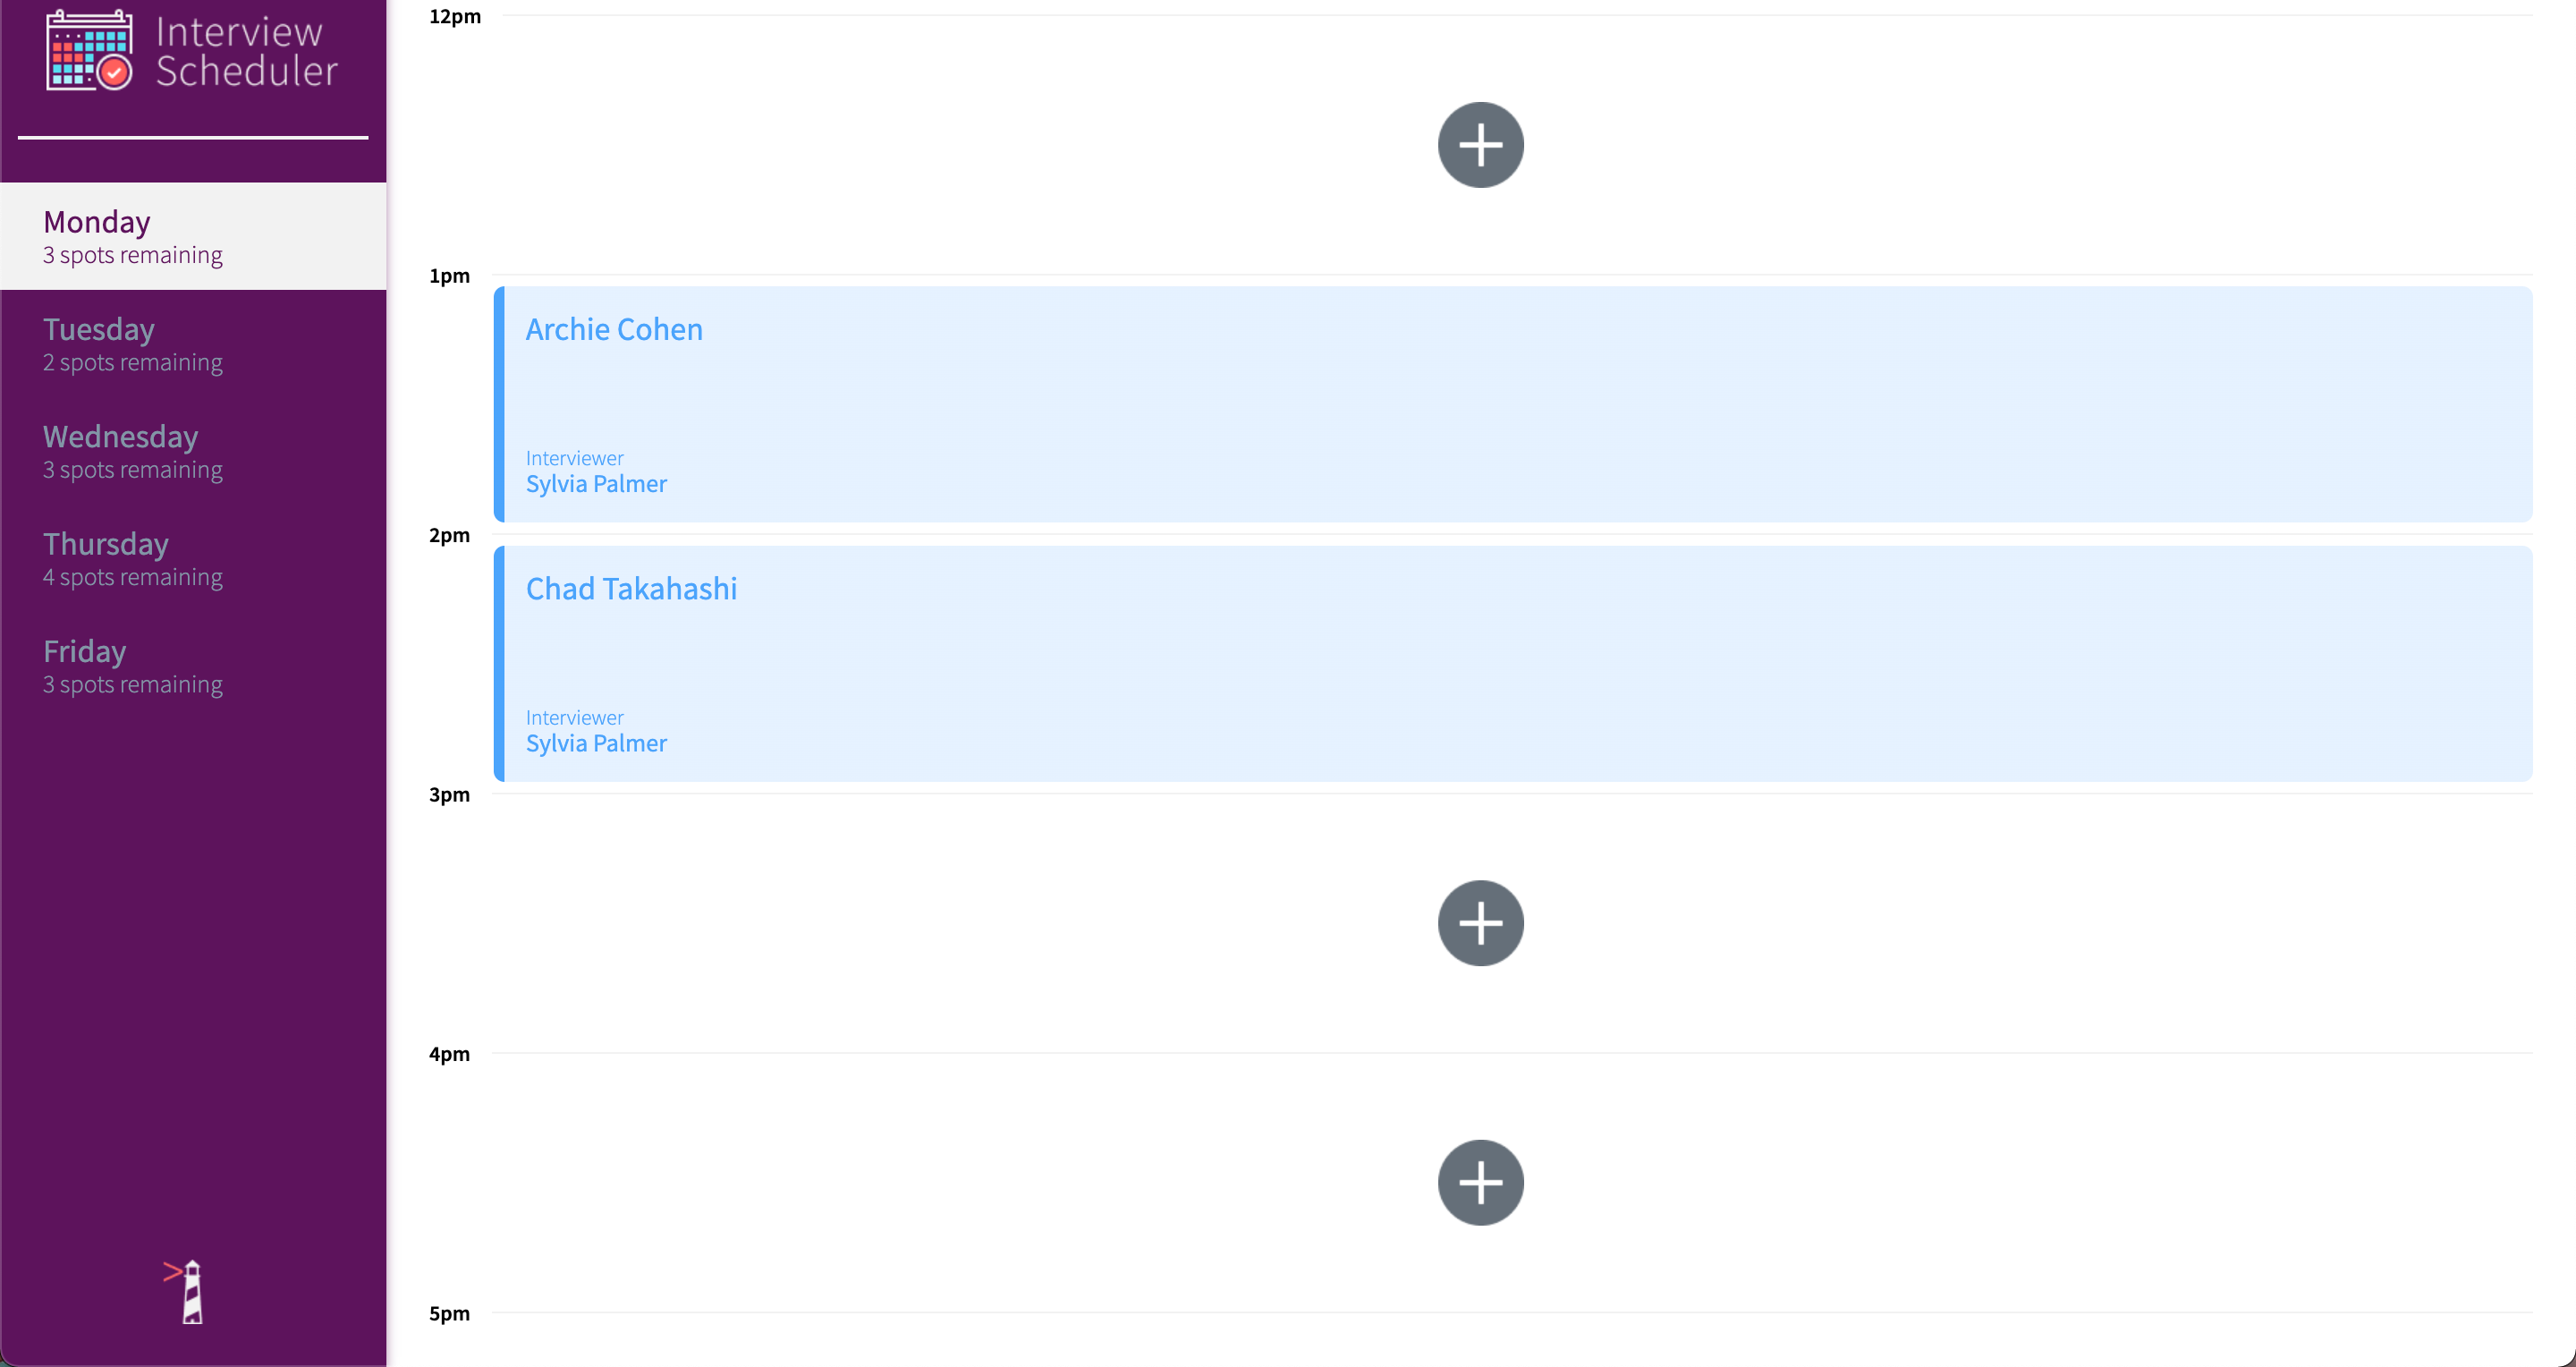 Interview
Scheduler
Monday
3 spots remaining
Tuesday
2 spots remaining
Wednesday
3 spots remaining
Thursday
4 spots remaining
Friday
3 spots remaining
12pm
1pm
Archie Cohen
Interviewer
Sylvia Palmer
2pm
Chad Takahashi
Interviewer
Sylvia Palmer
3pm
4pm
5pm